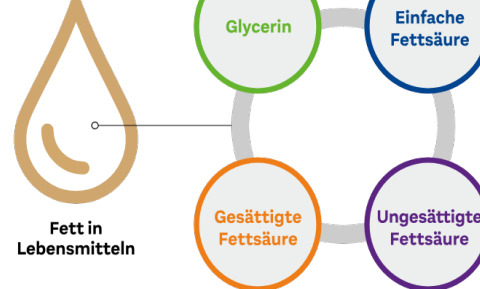 Glycerin
Einfache
Fettsäure
Gesättigte
Fettsäure
Ungesättigte
Fettsäure
Fett in
Lebensmitteln